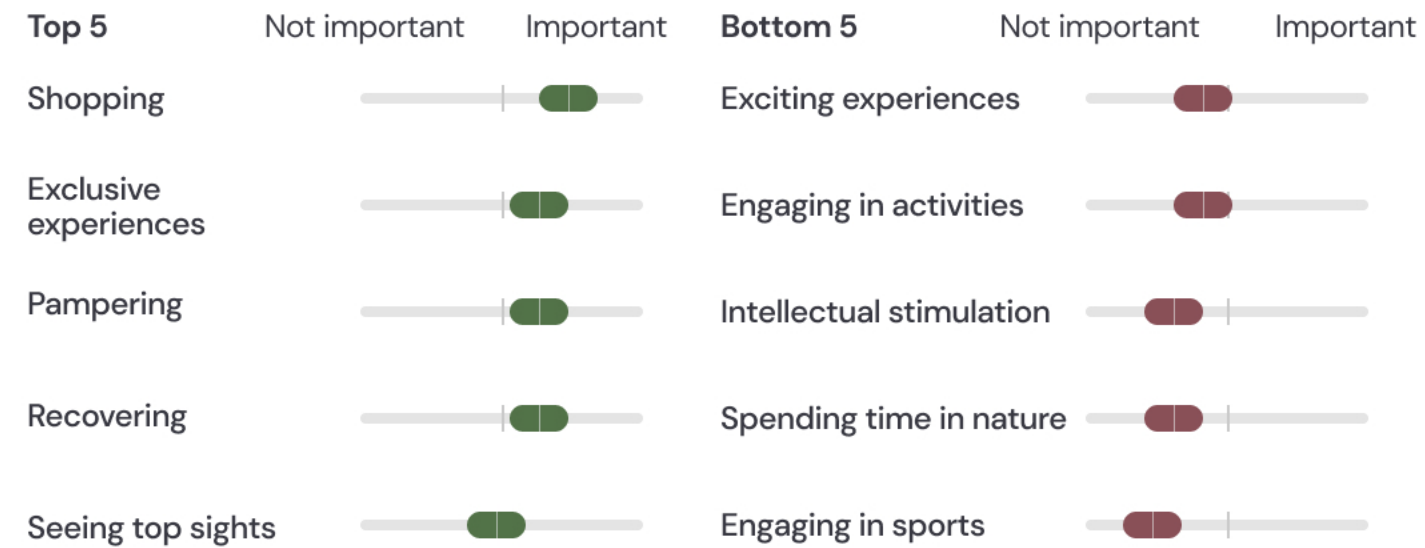 Top 5 Not important Important
Shopping
Exclusive
experiences
Pampering
Recovering
Seeing top sights
Bottom 5 Not important Important
Exciting experiences
Engaging in activities
Intellectual stimulation
Spending time in nature
Engaging in sports